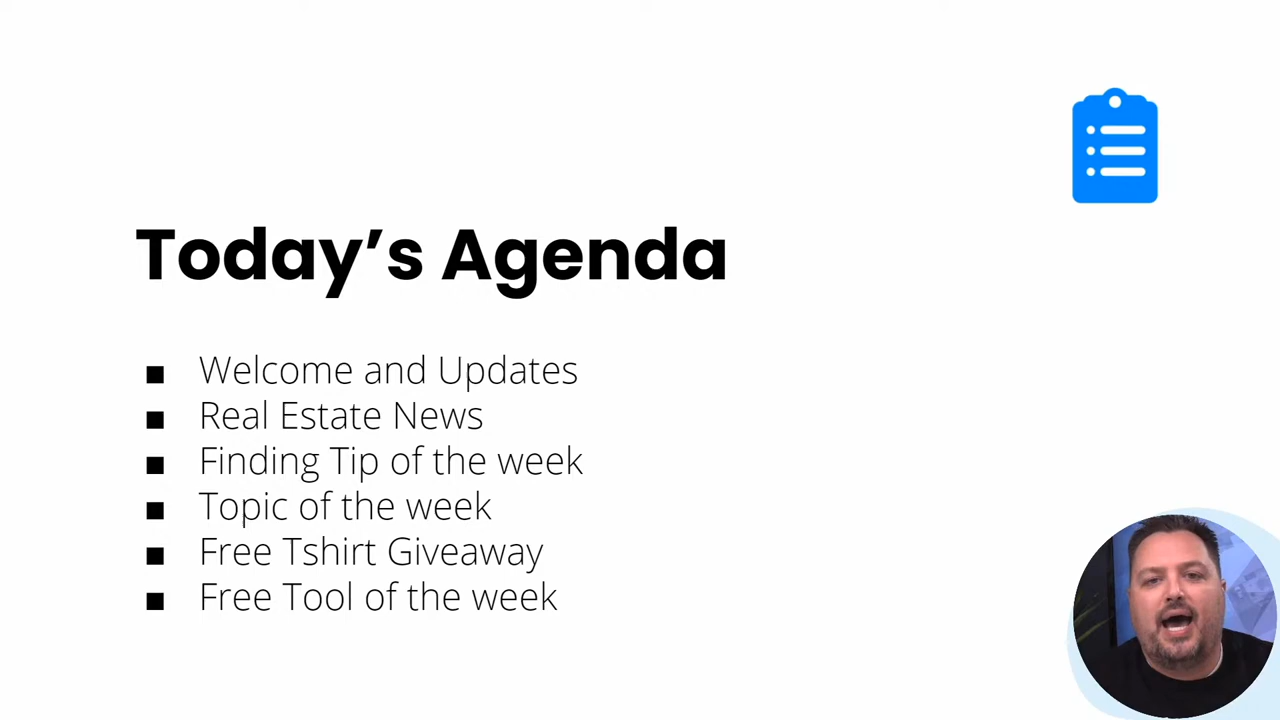 Today’s Agenda
▪ Welcome and Updates
▪ Real Estate News
▪ Finding Tip of the week
▪ Topic of the week
▪ Free Tshirt Giveaway
▪ Free Tool of the week